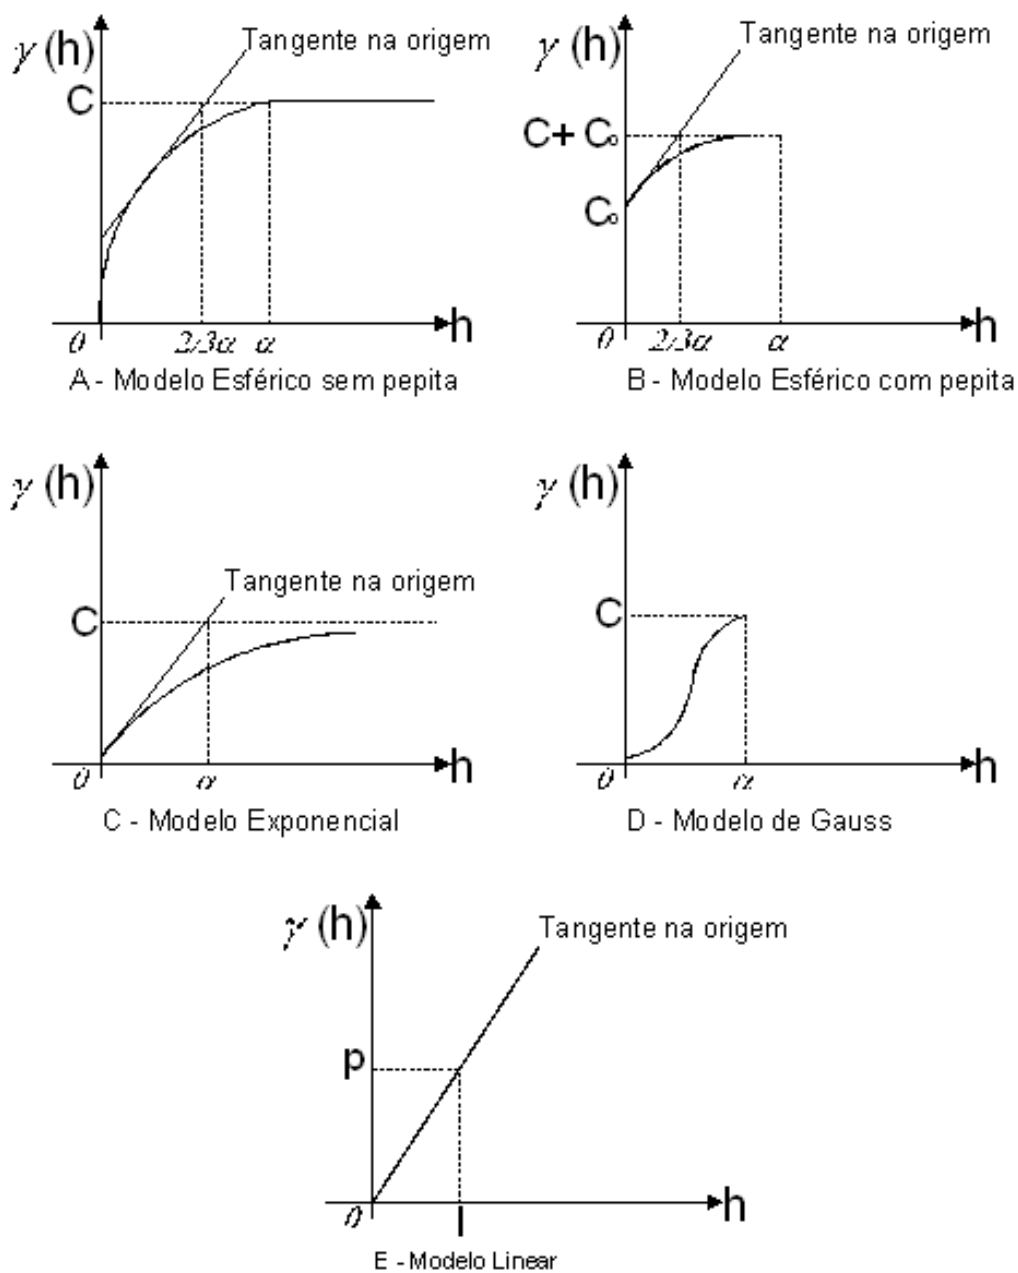 γ (h)
Tangente na origem
C
0
2/3α
α
h
A - Modelo Esférico sem pepita
γ (h)
Tangente na origem
C + C₀
C₀
0
2/3α
α
h
B - Modelo Esférico com pepita
γ (h)
Tangente na origem
C
0
α
h
C - Modelo Exponencial
γ (h)
C
0
α
h
D - Modelo de Gauss
γ (h)
Tangente na origem
p
0
l
h
E - Modelo Linear